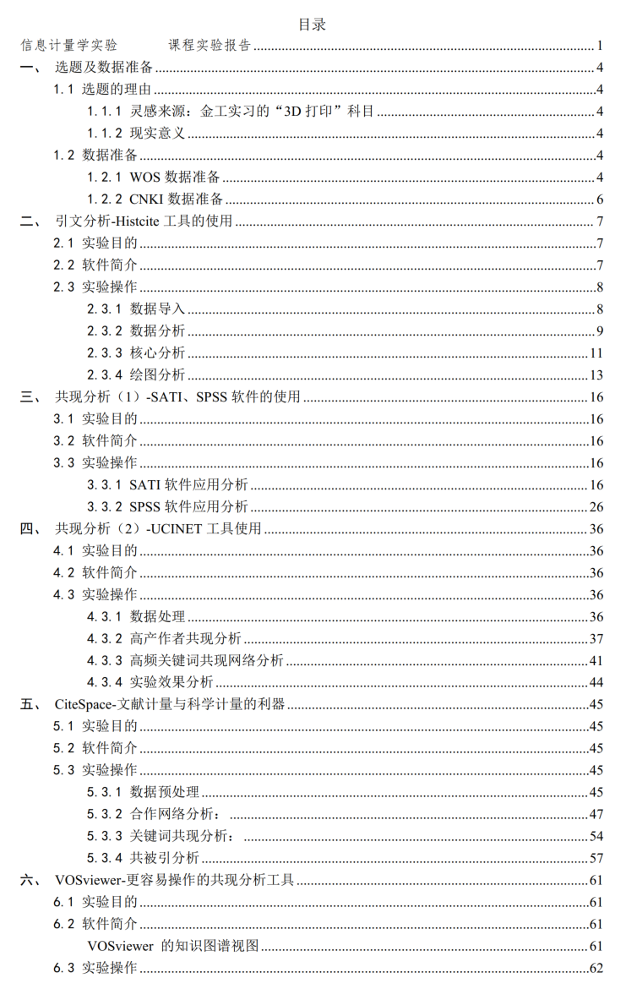 目录
信息计量学实验 课程实验报告 1
一、 选题及数据准备 4
1.1 选题的理由 4
1.1.1 灵感来源：金工实习的“3D 打印”科目 4
1.1.2 现实意义 4
1.2 数据准备 4
1.2.1 WOS 数据准备 4
1.2.2 CNKI 数据准备 6
二、 引文分析-Histcite 工具的使用 7
2.1 实验目的 7
2.2 软件简介 7
2.3 实验操作 8
2.3.1 数据导入 8
2.3.2 数据分析 9
2.3.3 核心分析 11
2.3.4 绘图分析 13
三、 共现分析（1）-SATI、SPSS 软件的使用 16
3.1 实验目的 16
3.2 软件简介 16
3.3 实验操作 16
3.3.1 SATI 软件应用分析 16
3.3.2 SPSS 软件应用分析 26
四、 共现分析（2）-UCINET 工具使用 36
4.1 实验目的 36
4.2 软件简介 36
4.3 实验操作 36
4.3.1 数据处理 36
4.3.2 高产作者共现分析 37
4.3.3 高频关键词共现网络分析 41
4.3.4 实验效果分析 44
五、 CiteSpace-文献计量与科学计量的利器 45
5.1 实验目的 45
5.2 软件简介 45
5.3 实验操作 45
5.3.1 数据预处理 45
5.3.2 合作网络分析： 47
5.3.3 关键词共现分析： 54
5.3.4 共被引分析 57
六、 VOSviewer-更容易操作的共现分析工具 61
6.1 实验目的 61
6.2 软件简介 61
VOSviewer 的知识图谱视图 61
6.3 实验操作 62